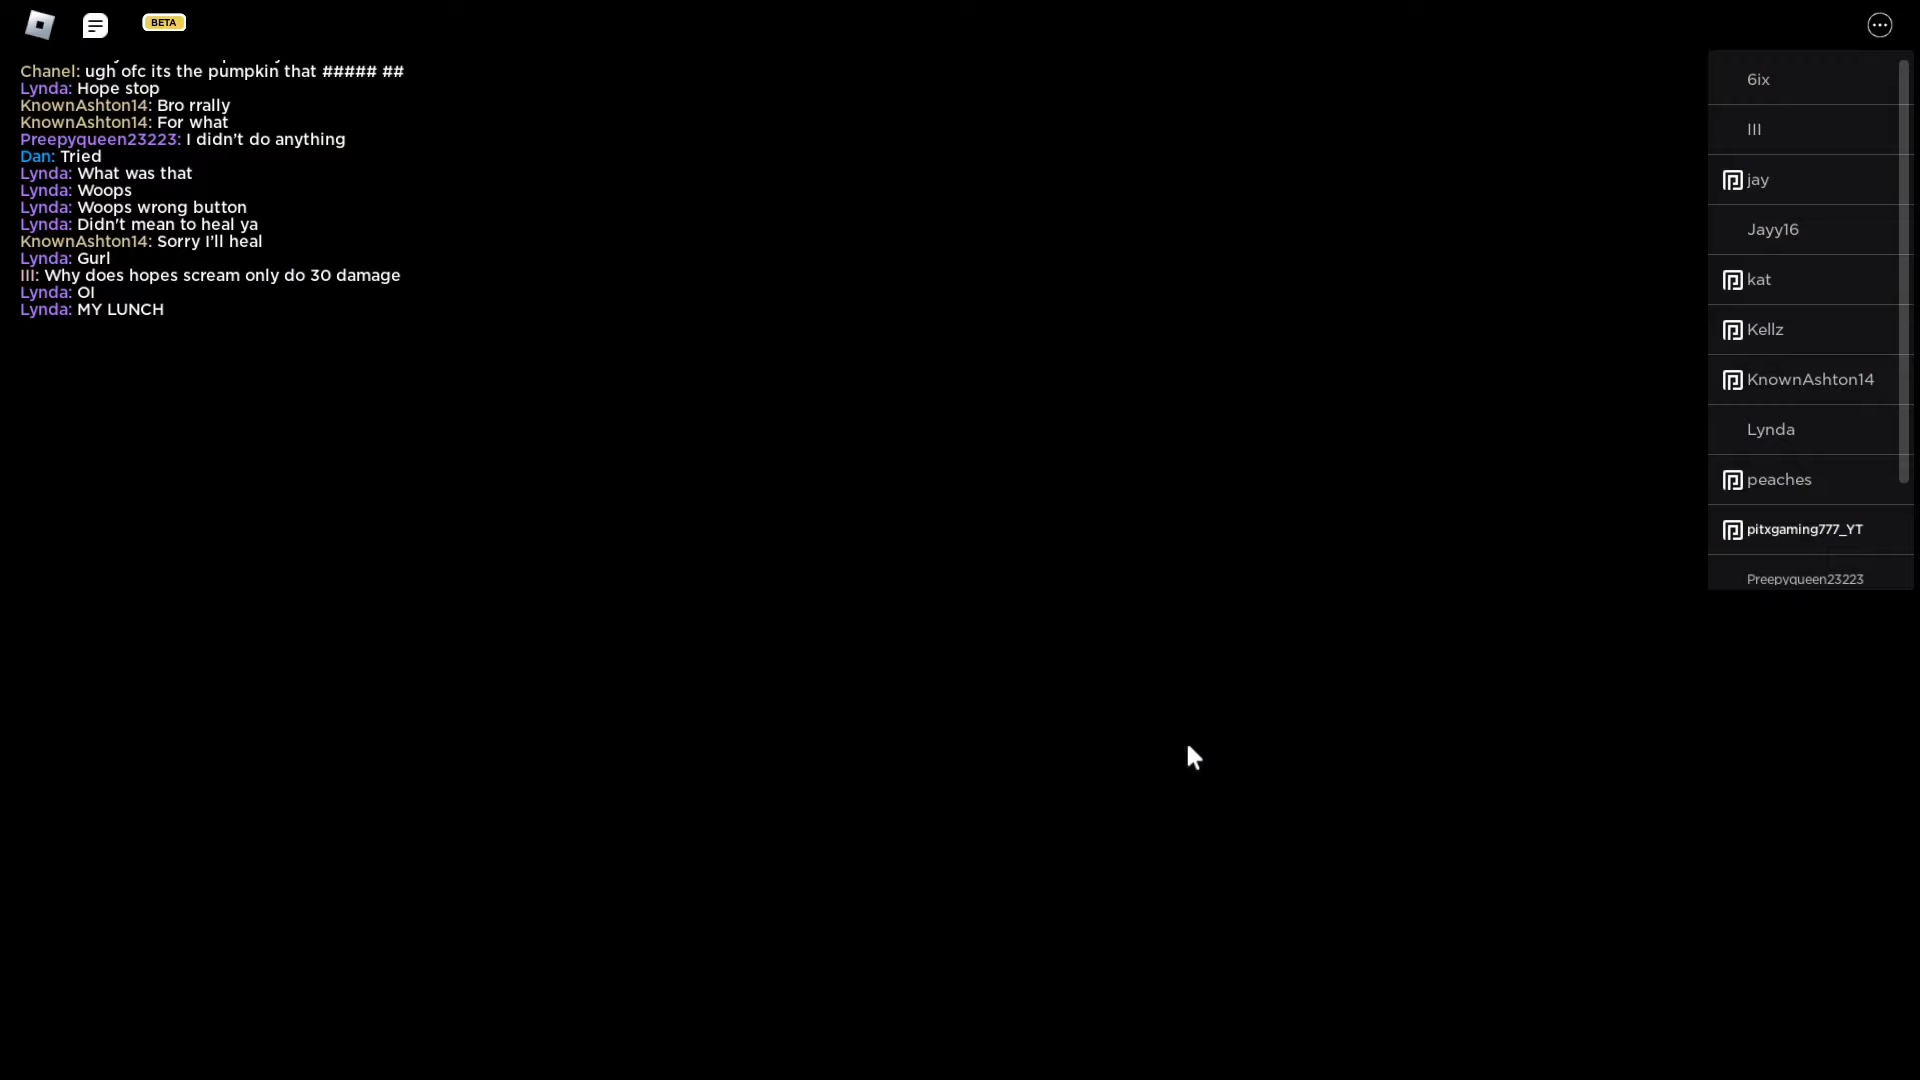 BETA
Chanel: ugh ofc its the pumpkin that ##### ##
Lynda: Hope stop
KnownAshton14: Bro rrally
KnownAshton14: For what
Preepyqueen23223: I didn't do anything
Dan: Tried
Lynda: What was that
Lynda: Woops
Lynda: Woops wrong button
Lynda: Didn't mean to heal ya
KnownAshton14: Sorry I'll heal
Lynda: Gurl
III: Why does hopes scream only do 30 damage
Lynda: OI
Lynda: MY LUNCH
6ix
III
jay
Jayy16
kat
Kellz
KnownAshton14
Lynda
peaches
pitxgaming777_YT
Preepyqueen23223